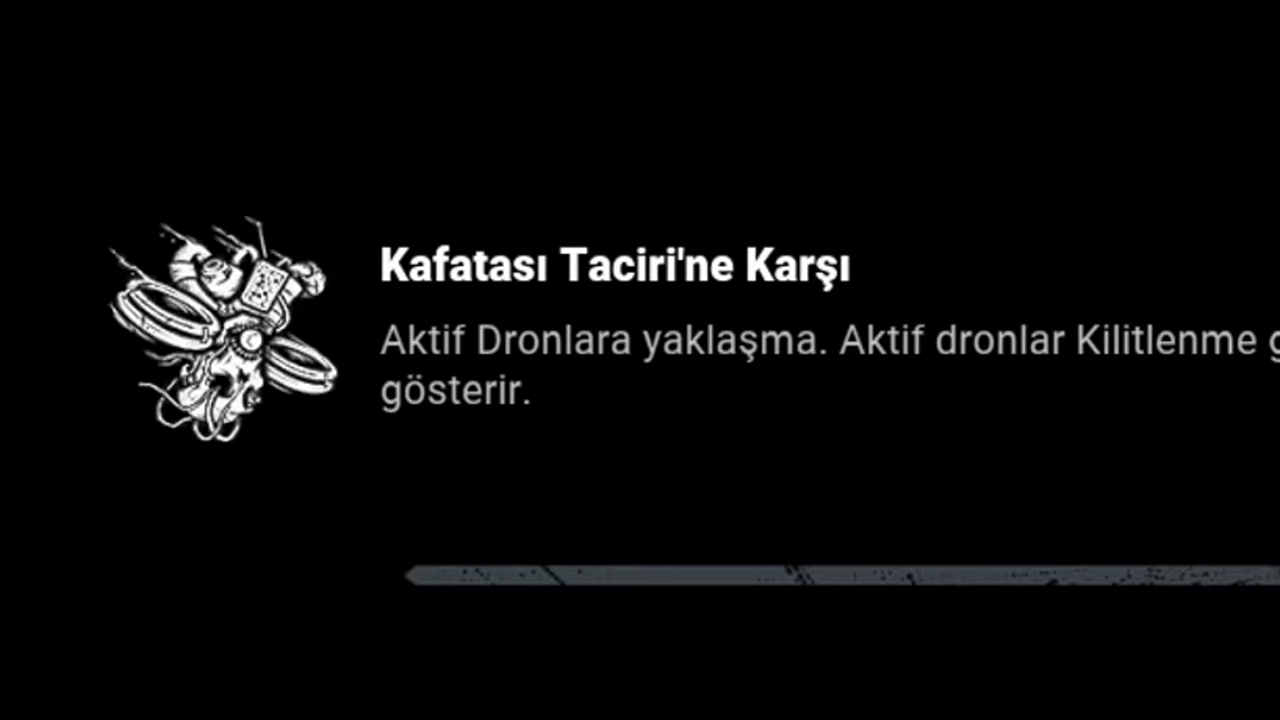 Kafatası Taciri'ne Karşı
Aktif Dronlara yaklaşma. Aktif dronlar Kilitlenme
gösterir.